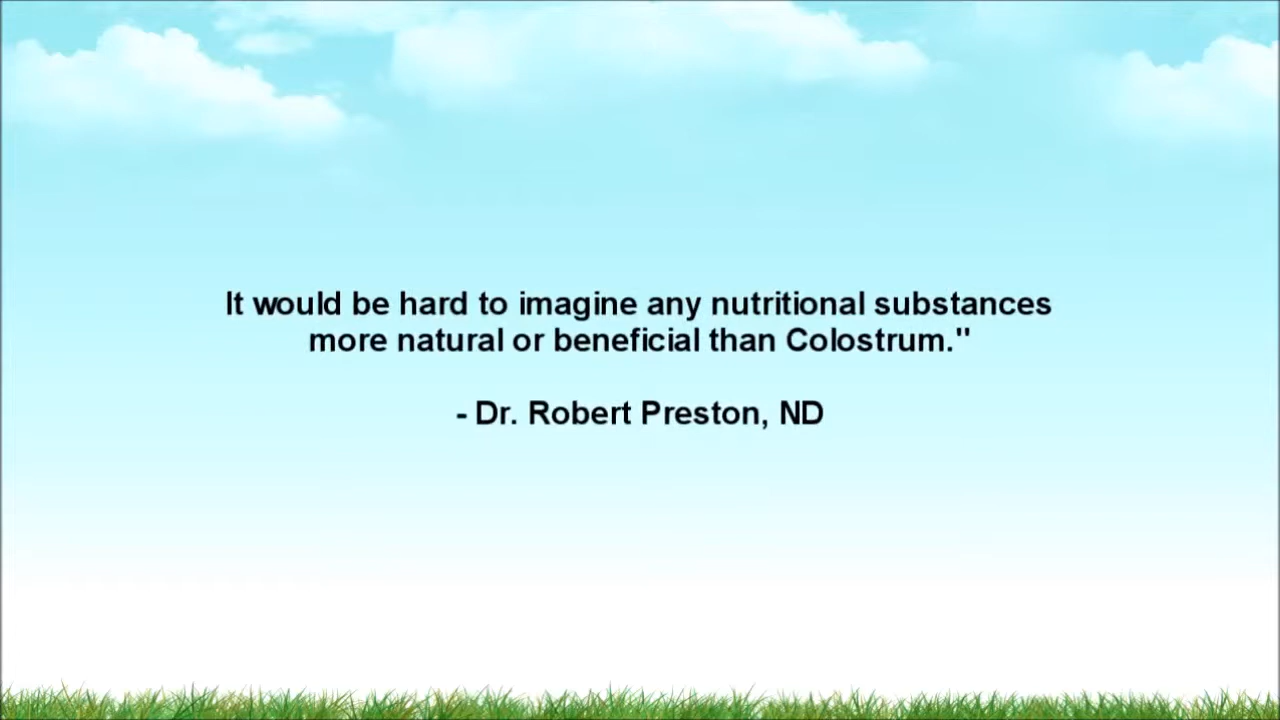 It would be hard to imagine any nutritional substances
more natural or beneficial than Colostrum."
- Dr. Robert Preston, ND